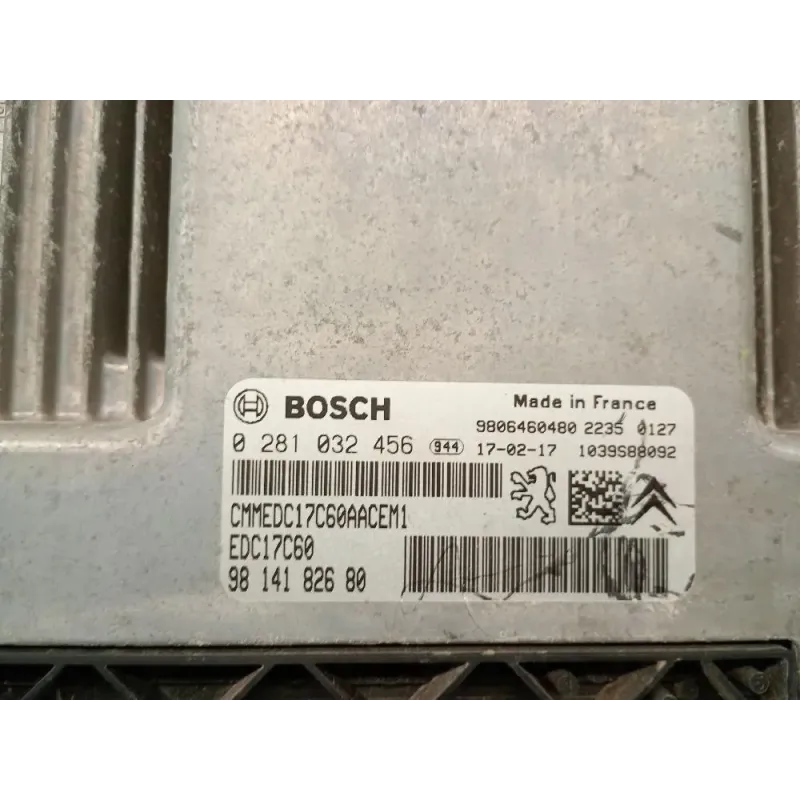 BOSCH
Made in France
9806460480 2235 0127
0 281 032 456 944 17-02-17 1039S88092
CMMEDC17C60AACEM1
EDC17C60
98 141 826 80